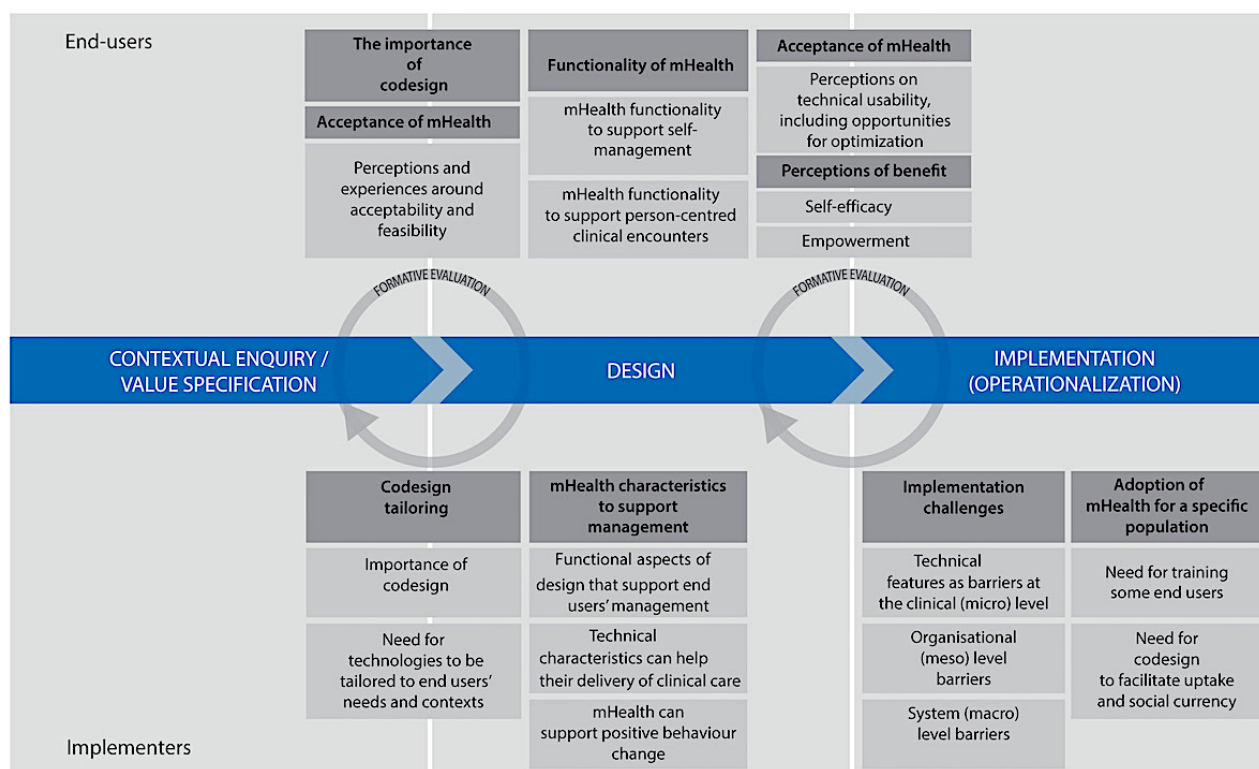 End-users
The importance
of
codesign
Acceptance of mHealth
Perceptions and
experiences around
acceptability and
feasibility
Functionality of mHealth
mHealth functionality
to support self-
management
mHealth functionality
to support person-centred
clinical encounters
Acceptance of mHealth
Perceptions on
technical usability,
including opportunities
for optimization
Perceptions of benefit
Self-efficacy
Empowerment
FORMATIVE EVALUATION
FORMATIVE EVALUATION
CONTEXTUAL ENQUIRY /
VALUE SPECIFICATION
DESIGN
IMPLEMENTATION
(OPERATIONALIZATION)
Codesign
tailoring
Importance of
codesign
Need for
technologies to be
tailored to end users'
needs and contexts
mHealth characteristics
to support
management
Functional aspects of
design that support end
users' management
Technical
characteristics can help
their delivery of clinical care
mHealth can
support positive behaviour
change
Implementation
challenges
Technical
features as barriers at
the clinical (micro) level
Organisational
(meso) level
barriers
System (macro)
level barriers
Adoption of
mHealth for a specific
population
Need for training
some end users
Need for
codesign
to facilitate uptake
and social currency
Implementers